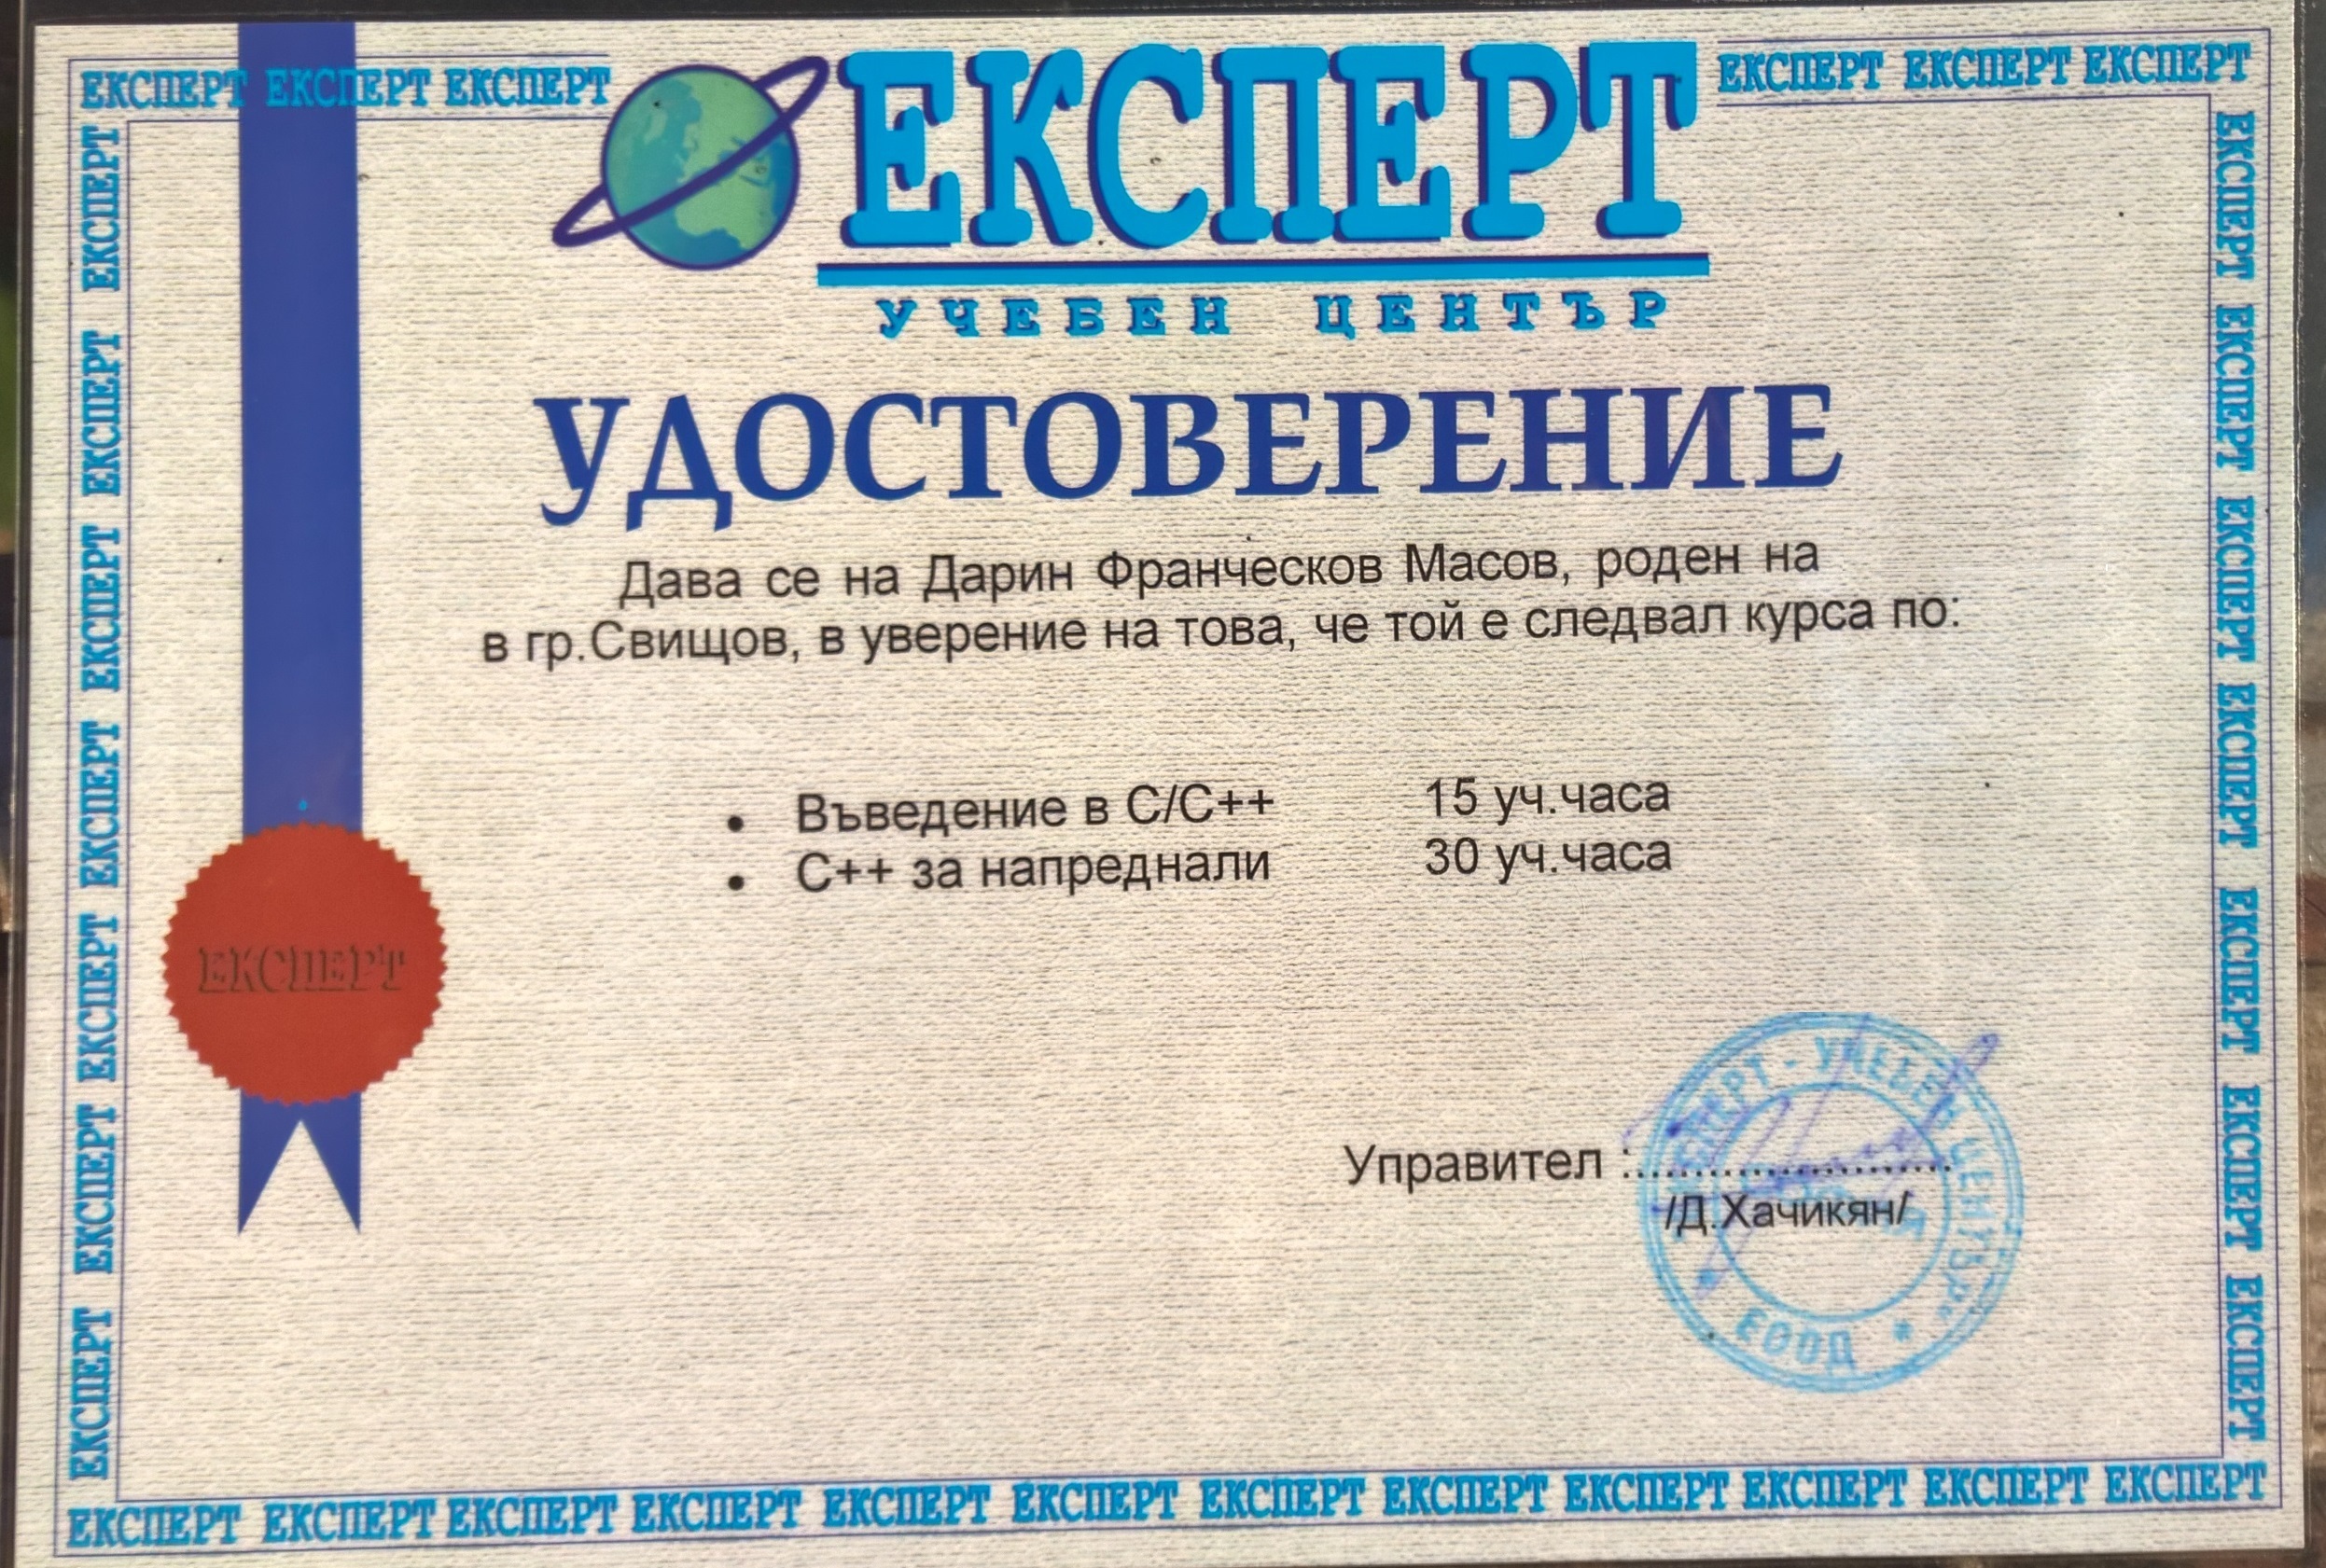 ЕКСПЕРТ ЕКСПЕРТ ЕКСПЕРТ
ЕКСПЕРТ
ЕКСПЕРТ ЕКСПЕРТ ЕКСПЕРТ
УЧЕБЕН ЦЕНТЪР
УДОСТОВЕРЕНИЕ
Дава се на Дарин Франческов Масов, роден на
в гр.Свищов, в уверение на това, че той е следвал курса по:
• Въведение в C/C++ 15 уч.часа
• C++ за напреднали 30 уч.часа
ЕКСПЕРТ
Управител :........................
/Д.Хачикян/
УЧЕБЕН ЦЕНТЪР
ЕООД
ЕКСПЕРТ ЕКСПЕРТ ЕКСПЕРТ ЕКСПЕРТ ЕКСПЕРТ ЕКСПЕРТ ЕКСПЕРТ
ЕКСПЕРТ ЕКСПЕРТ ЕКСПЕРТ ЕКСПЕРТ ЕКСПЕРТ ЕКСПЕРТ ЕКСПЕРТ
ЕКСПЕРТ ЕКСПЕРТ ЕКСПЕРТ ЕКСПЕРТ ЕКСПЕРТ ЕКСПЕРТ ЕКСПЕРТ ЕКСПЕРТ ЕКСПЕРТ ЕКСПЕРТ ЕКСПЕРТ ЕКСПЕРТ